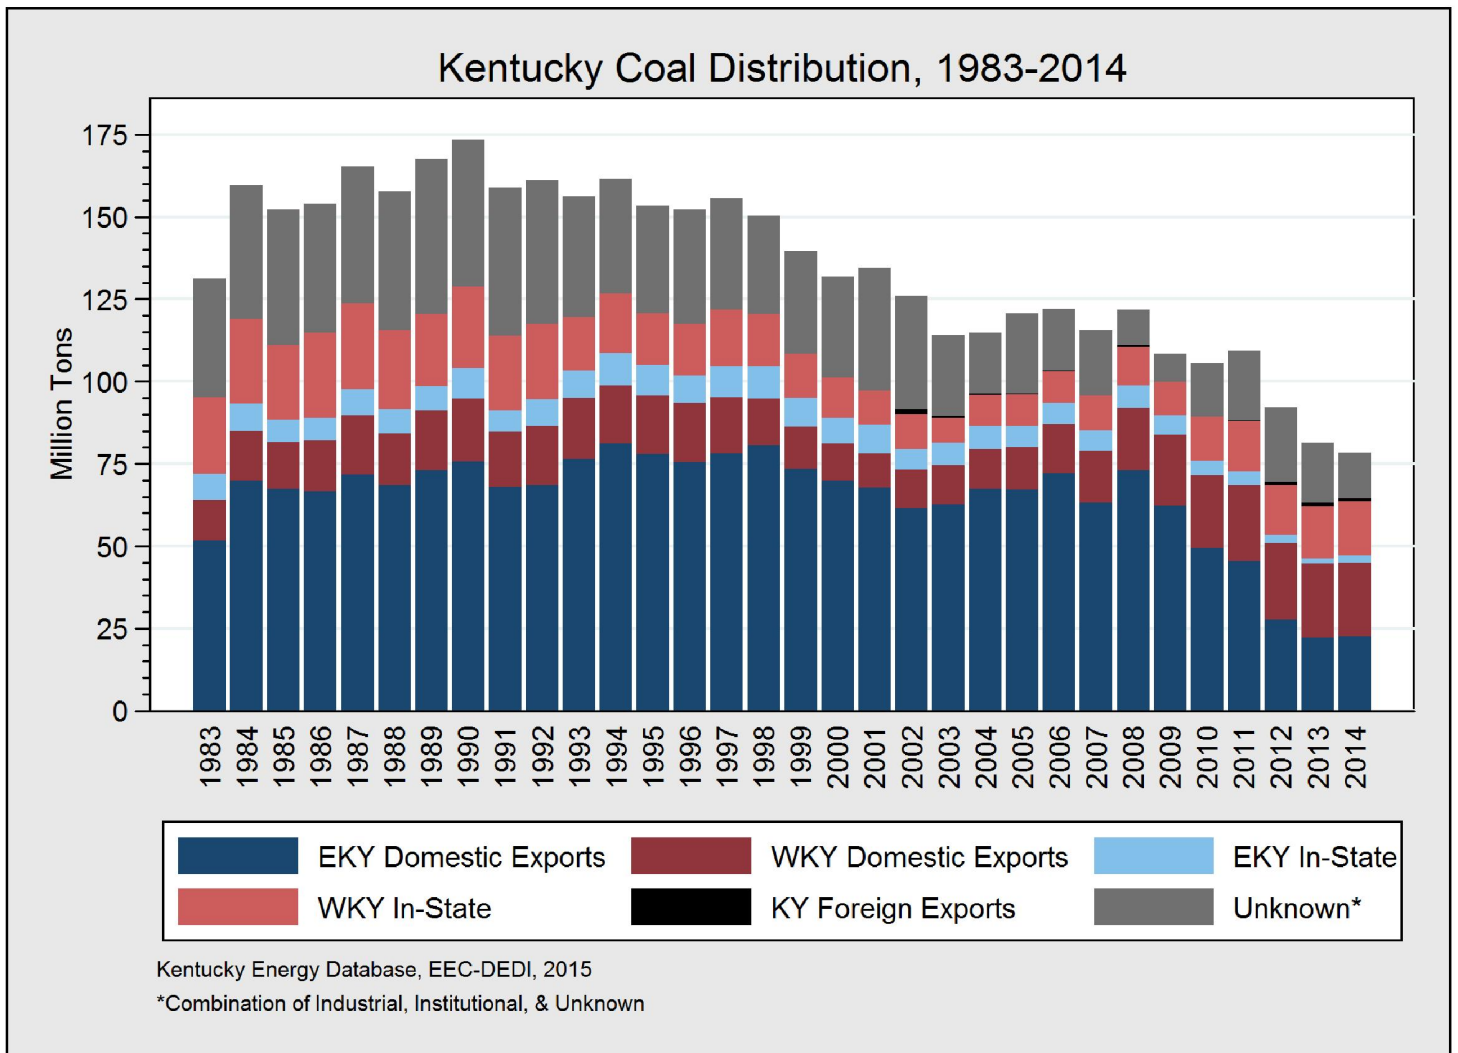 Kentucky Coal Distribution, 1983-2014
Million Tons
175
150
125
100
75
50
25
0
1983 1984 1985 1986 1987 1988 1989 1990 1991 1992 1993 1994 1995 1996 1997 1998 1999 2000 2001 2002 2003 2004 2005 2006 2007 2008 2009 2010 2011 2012 2013 2014
EKY Domestic Exports WKY Domestic Exports EKY In-State
WKY In-State KY Foreign Exports Unknown*
Kentucky Energy Database, EEC-DEDI, 2015
*Combination of Industrial, Institutional, & Unknown